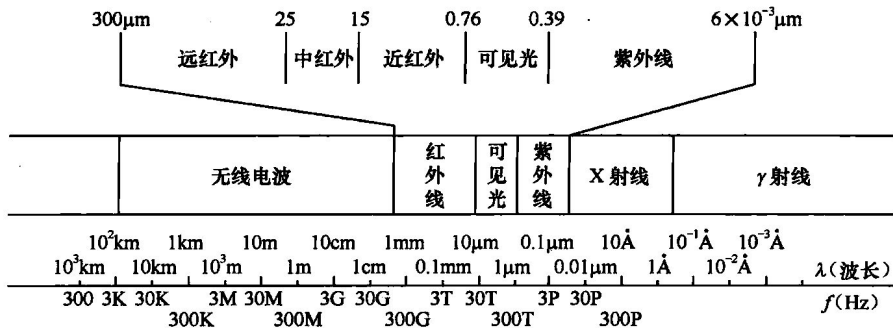 300μm 25 15 0.76 0.39 6×10⁻³μm
远红外 中红外 近红外 可见光 紫外线
无线电波 红外线 可见光 紫外线 X 射线 γ 射线
10²km 1km 10m 10cm 1mm 10μm 0.1μm 10Å 10⁻¹Å 10⁻³Å
10³km 10km 10³m 1m 1cm 0.1mm 1μm 0.01μm 1Å 10⁻²Å λ(波长)
300 3K 30K 3M 30M 3G 30G 3T 30T 3P 30P f(Hz)
300K 300M 300G 300T 300P